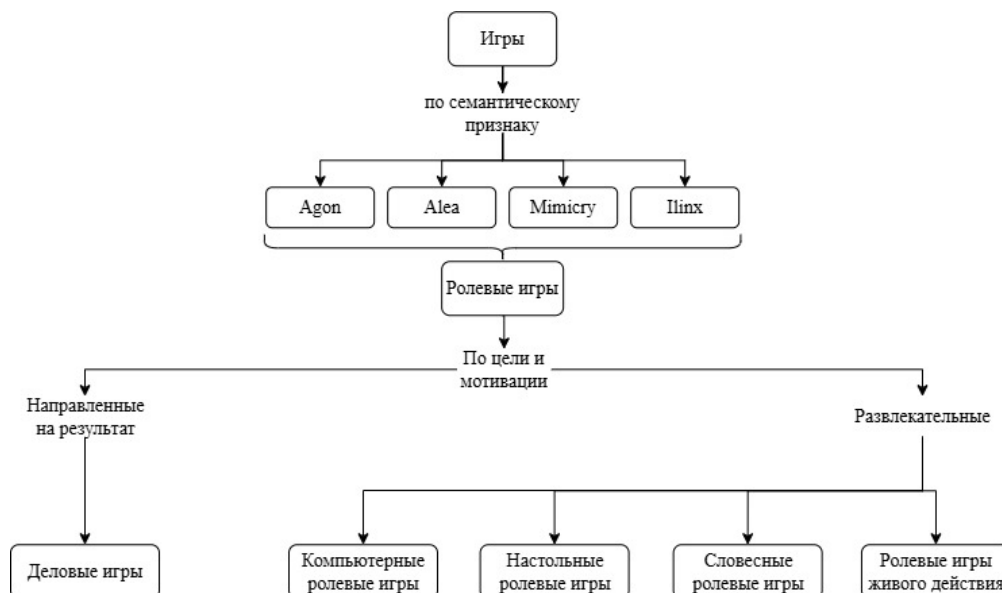 Игры
по семантическому
признаку
Agon
Alea
Mimicry
Ilinx
Ролевые игры
По цели и
мотивации
Направленные
на результат
Развлекательные
Деловые игры
Компьютерные
ролевые игры
Настольные
ролевые игры
Словесные
ролевые игры
Ролевые игры
живого действия